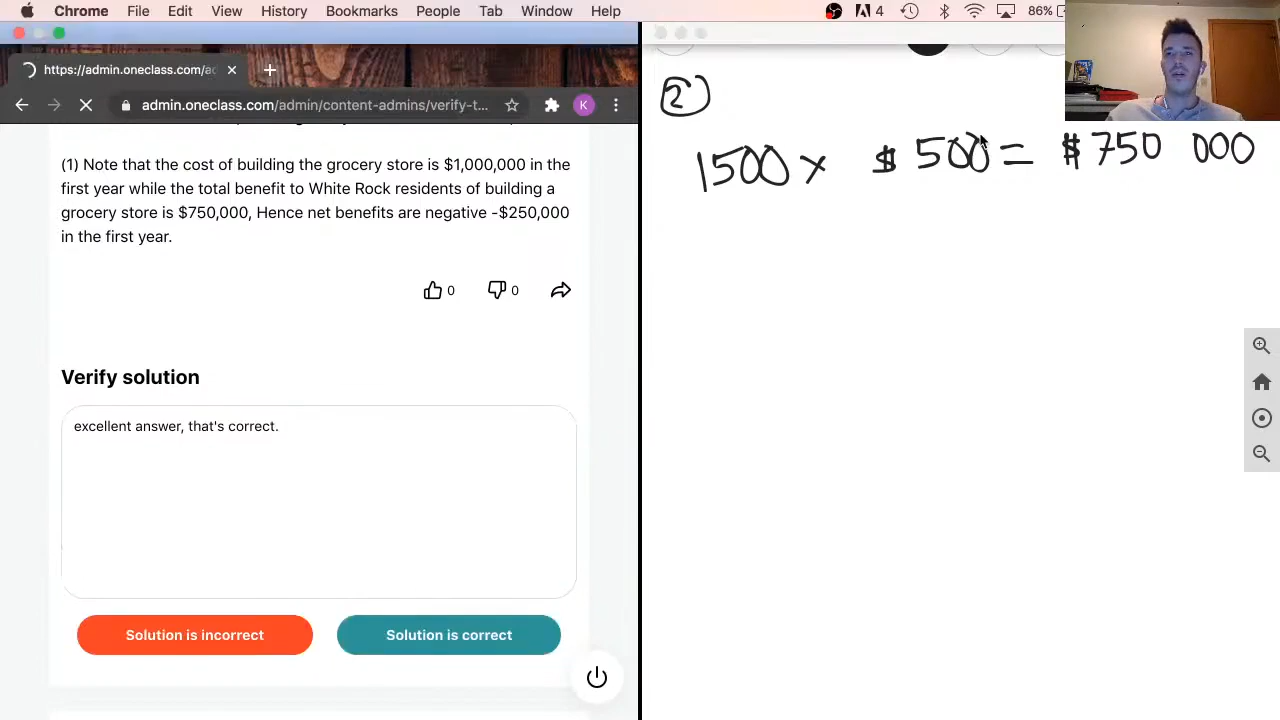 Chrome File Edit View History Bookmarks People Tab Window Help 4 86%
https://admin.oneclass.com/ac
admin.oneclass.com/admin/content-admins/verify-t... K
(1) Note that the cost of building the grocery store is $1,000,000 in the
first year while the total benefit to White Rock residents of building a
grocery store is $750,000, Hence net benefits are negative -$250,000
in the first year.
0 0
Verify solution
excellent answer, that's correct.
Solution is incorrect Solution is correct
2
1500 x $ 500 = $ 750 000